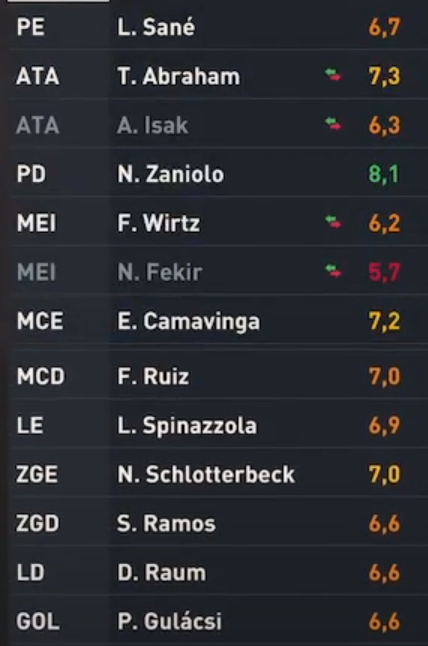 PE L. Sané 6,7
ATA T. Abraham 7,3
ATA A. Isak 6,3
PD N. Zaniolo 8,1
MEI F. Wirtz 6,2
MEI N. Fekir 5,7
MCE E. Camavinga 7,2
MCD F. Ruiz 7,0
LE L. Spinazzola 6,9
ZGE N. Schlotterbeck 7,0
ZGD S. Ramos 6,6
LD D. Raum 6,6
GOL P. Gulácsi 6,6